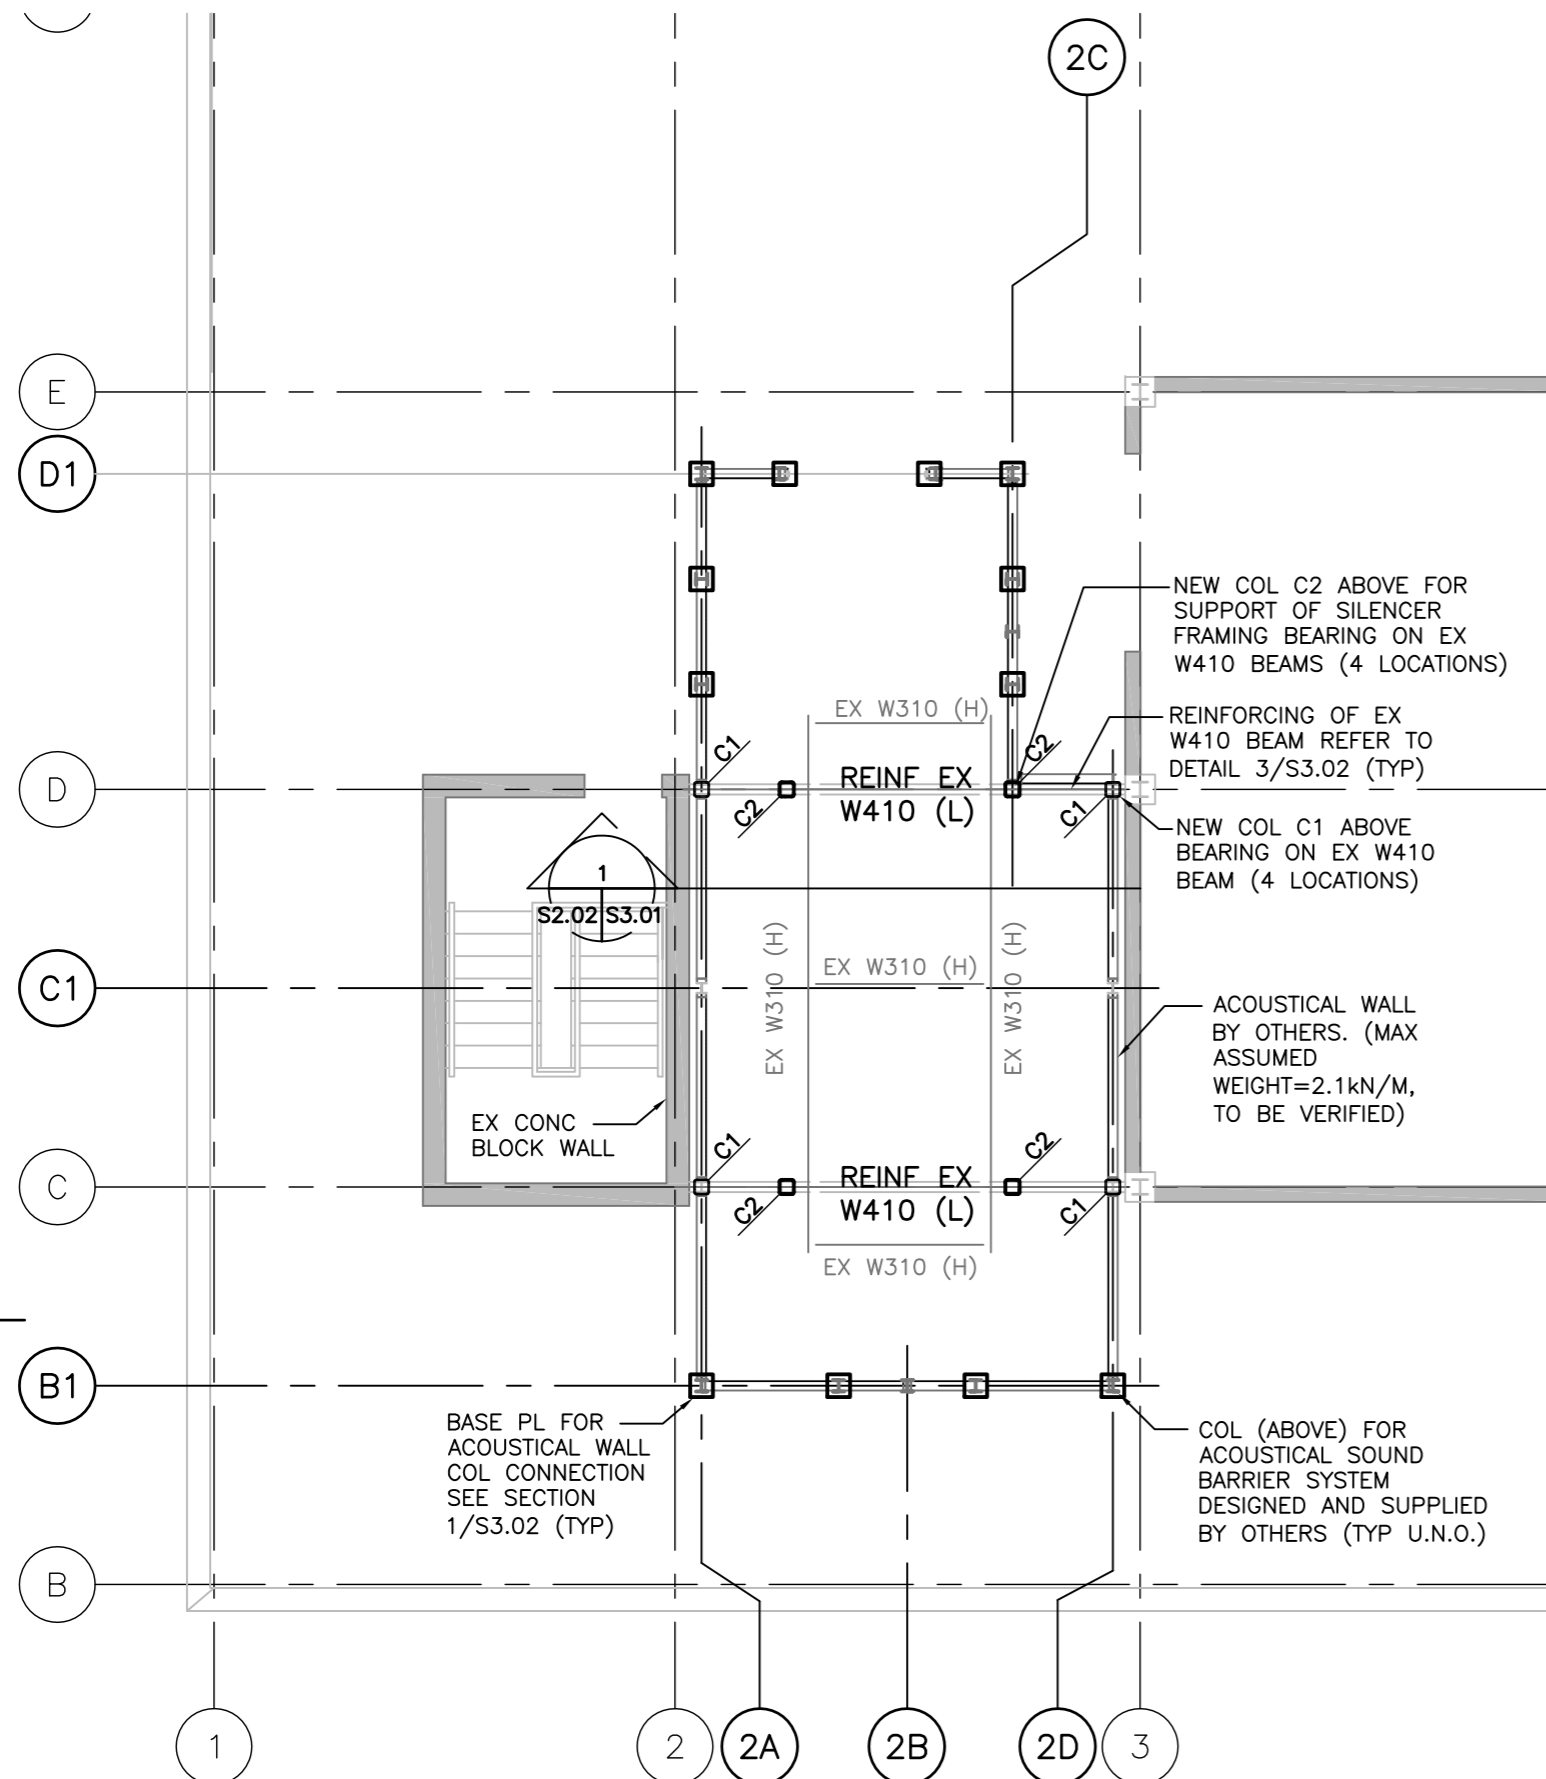 2C
E
D1
NEW COL C2 ABOVE FOR
SUPPORT OF SILENCER
FRAMING BEARING ON EX
W410 BEAMS (4 LOCATIONS)
EX W310 (H)
REINFORCING OF EX
W410 BEAM REFER TO
DETAIL 3/S3.02 (TYP)
C1
C2
D
REINF EX
W410 (L)
C2
C1
NEW COL C1 ABOVE
BEARING ON EX W410
BEAM (4 LOCATIONS)
1
S2.02 S3.01
EX W310 (H)
EX W310 (H)
EX W310 (H)
C1
ACOUSTICAL WALL
BY OTHERS. (MAX
ASSUMED
WEIGHT=2.1kN/M,
TO BE VERIFIED)
EX CONC
BLOCK WALL
C1
C2
C
REINF EX
W410 (L)
C2
C1
EX W310 (H)
B1
BASE PL FOR
ACOUSTICAL WALL
COL CONNECTION
SEE SECTION
1/S3.02 (TYP)
COL (ABOVE) FOR
ACOUSTICAL SOUND
BARRIER SYSTEM
DESIGNED AND SUPPLIED
BY OTHERS (TYP U.N.O.)
B
1
2
2A
2B
2D
3